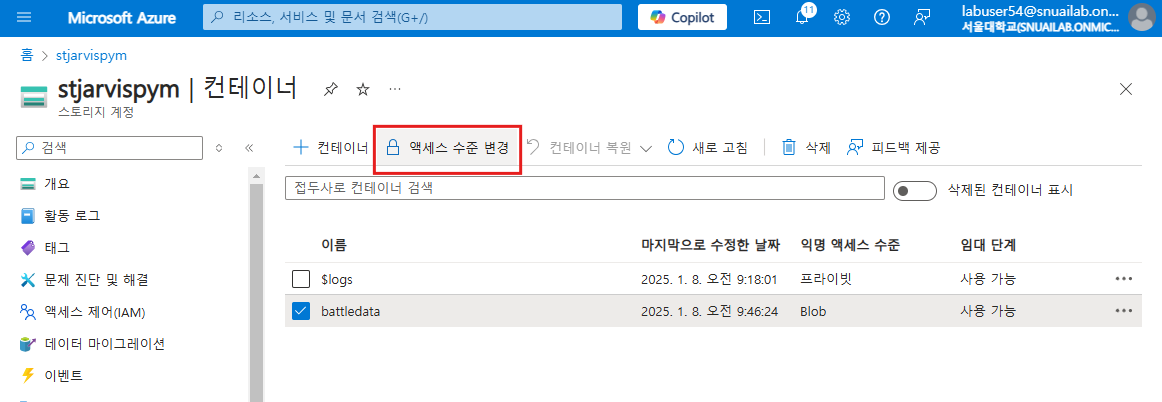 Microsoft Azure
리소스, 서비스 및 문서 검색(G+/)
Copilot
11
labuser54@snuailab.on...
서울대학교(SNUAILAB.ONMIC...
홈 > stjarvispym
stjarvispym | 컨테이너
스토리지 계정
검색
컨테이너
액세스 수준 변경
컨테이너 복원
새로 고침
삭제
피드백 제공
접두사로 컨테이너 검색
삭제된 컨테이너 표시
개요
활동 로그
태그
문제 진단 및 해결
액세스 제어(IAM)
데이터 마이그레이션
이벤트
이름 마지막으로 수정한 날짜 익명 액세스 수준 임대 단계
$logs 2025. 1. 8. 오전 9:18:01 프라이빗 사용 가능
battledata 2025. 1. 8. 오전 9:46:24 Blob 사용 가능